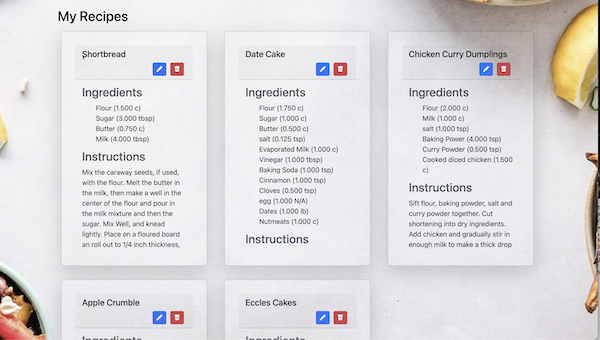 My Recipes
Shortbread
Ingredients
Flour (1.500 c)
Sugar (3.000 tbsp)
Butter (0.750 c)
Milk (4.000 tbsp)
Instructions
Mix the caraway seeds, if used,
with the flour. Melt the butter in
the milk, then make a well in the
center of the flour and pour in
the milk mixture and then the
sugar. Mix Well, and knead
lightly. Place on a floured board
an roll out to 1/4 inch thickness,
Date Cake
Ingredients
Flour (1.750 c)
Sugar (1.000 c)
Butter (0.500 c)
salt (0.125 tsp)
Evaporated Milk (1.000 c)
Vinegar (1.000 tbsp)
Baking Soda (1.000 tsp)
Cinnamon (1.000 tsp)
Cloves (0.500 tsp)
egg (1.000 N/A)
Dates (1.000 lb)
Nutmeats (1.000 c)
Instructions
Chicken Curry Dumplings
Ingredients
Flour (2.000 c)
Milk (1.000 c)
salt (1.000 tsp)
Baking Power (4.000 tsp)
Curry Powder (0.500 tsp)
Cooked diced chicken (1.500
c)
Instructions
Sift flour, baking powder, salt and
curry powder together. Cut
shortening into dry ingredients.
Add chicken and gradually stir in
enough milk to make a thick drop
Apple Crumble
Ingredients
Eccles Cakes
Ingredients